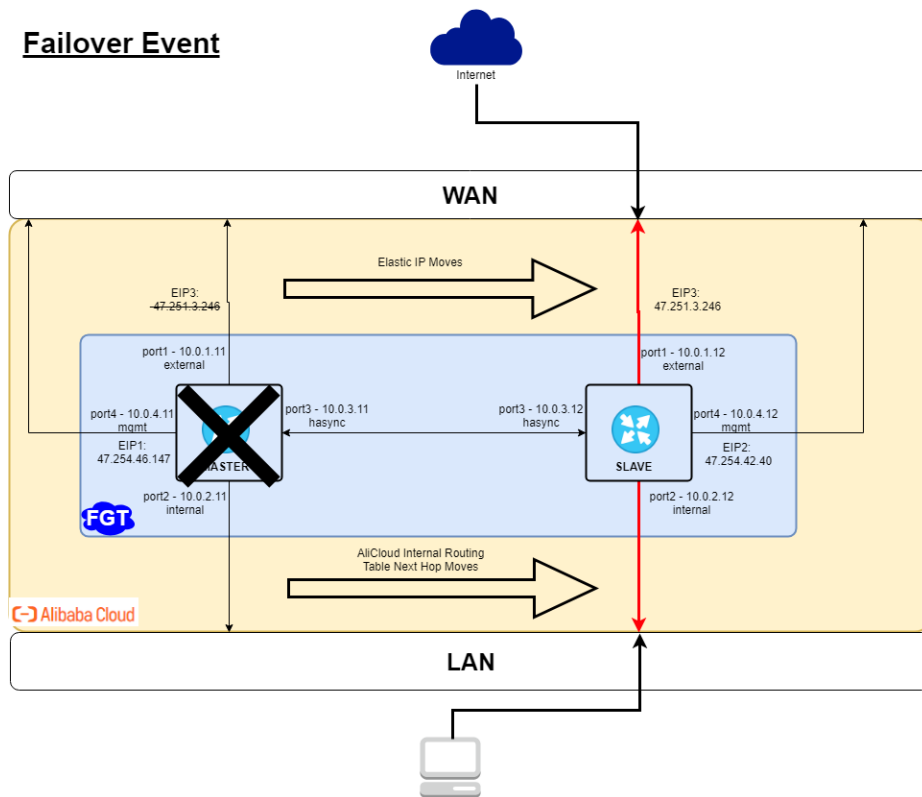 Failover Event
Internet
WAN
Elastic IP Moves
EIP3:
47.251.3.246
EIP3:
47.251.3.246
port1 - 10.0.1.11
external
port1 - 10.0.1.12
external
port4 - 10.0.4.11
mgmt
port3 - 10.0.3.11
hasync
port3 - 10.0.3.12
hasync
port4 - 10.0.4.12
mgmt
EIP1:
47.254.46.147
MASTER
SLAVE
EIP2:
47.254.42.40
port2 - 10.0.2.11
internal
port2 - 10.0.2.12
internal
FGT
AliCloud Internal Routing
Table Next Hop Moves
Alibaba Cloud
LAN